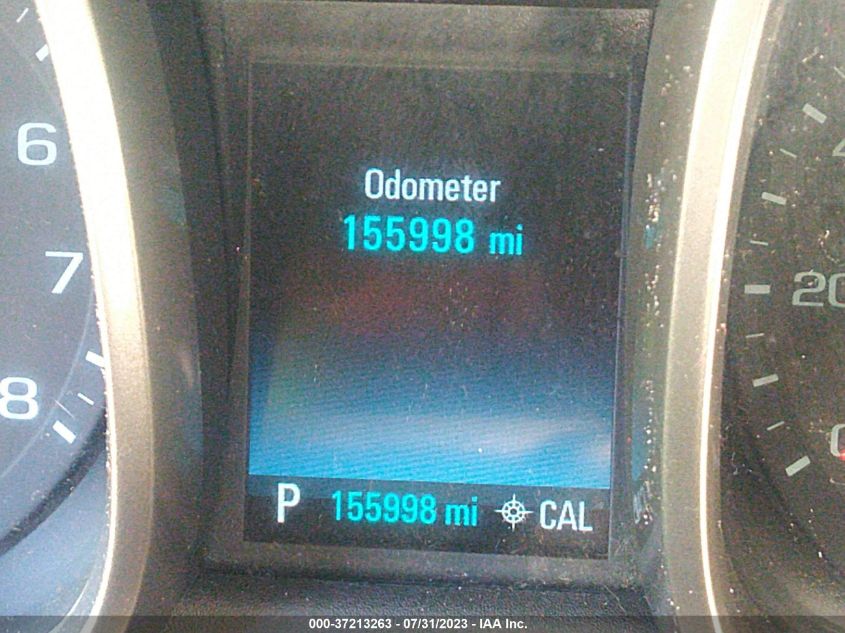 6
7
8
Odometer
155998 mi
P 155998 mi CAL
20
000-37213263 - 07/31/2023 - IAA Inc.